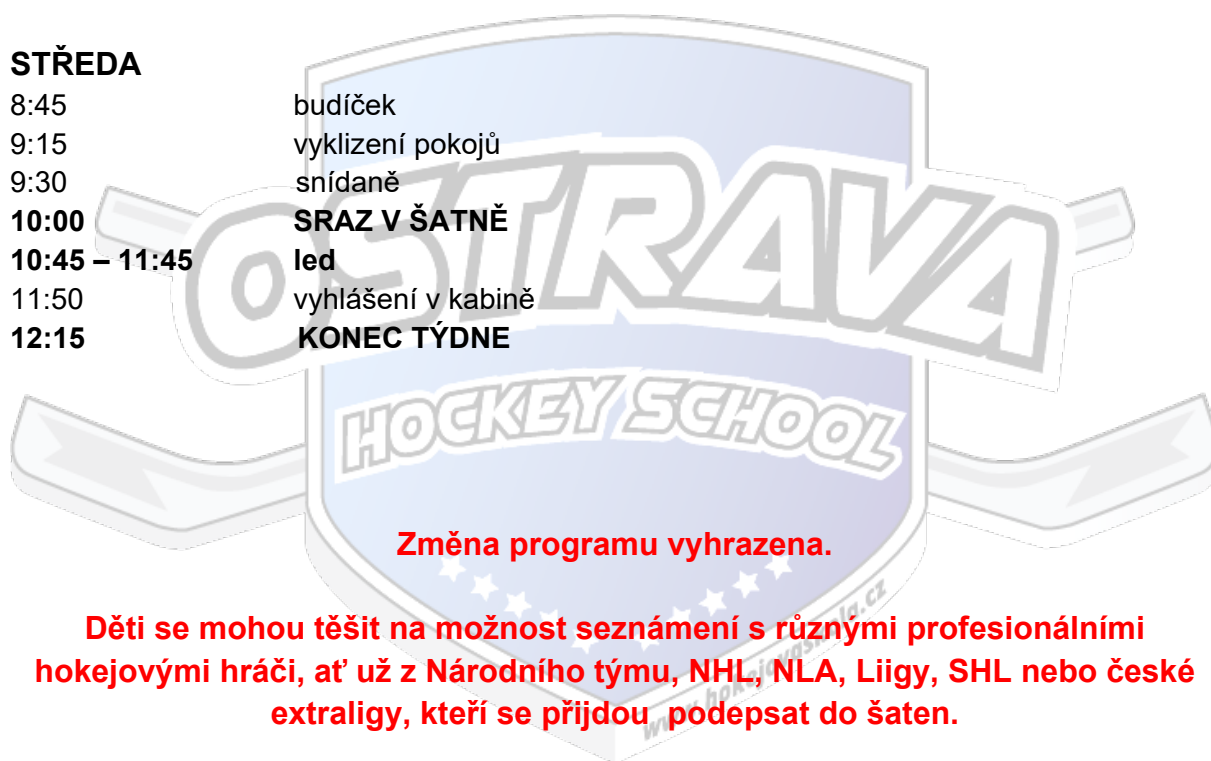 STŘEDA
8:45 budíček
9:15 vyklizení pokojů
9:30 snídaně
10:00 SRAZ V ŠATNĚ
10:45 – 11:45 led
11:50 vyhlášení v kabině
12:15 KONEC TÝDNE
OSTRAVA
HOCKEY SCHOOL
Změna programu vyhrazena.
Děti se mohou těšit na možnost seznámení s různými profesionálními
hokejovými hráči, ať už z Národního týmu, NHL, NLA, Liigy, SHL nebo české
extraligy, kteří se přijdou podepsat do šaten.
www.hokejovaskola.cz